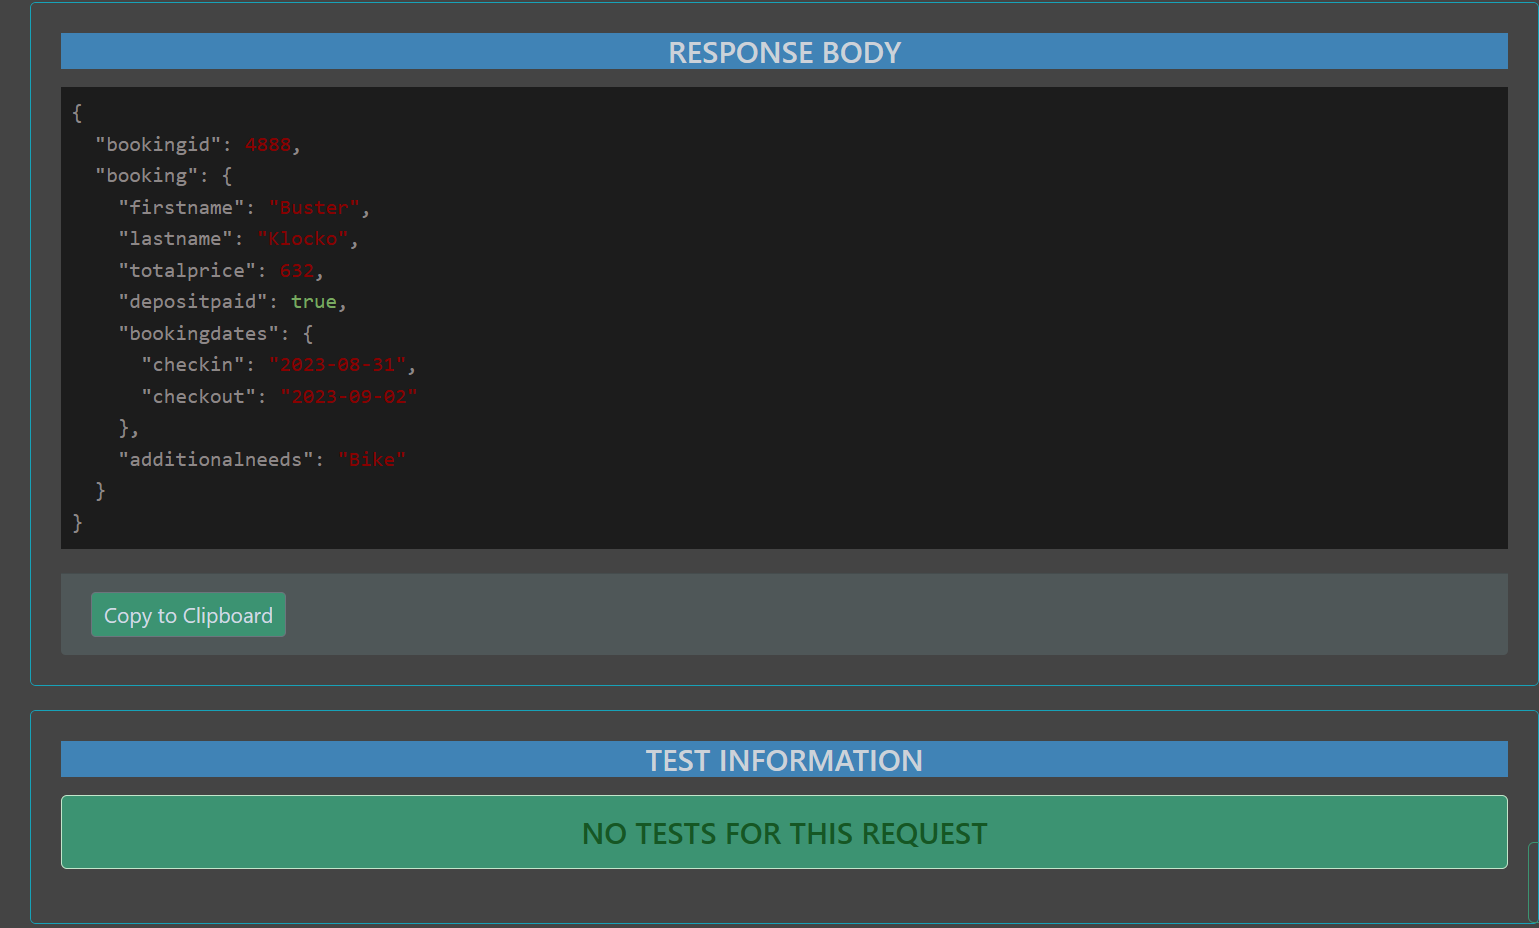 RESPONSE BODY
{
  "bookingid": 4888,
  "booking": {
    "firstname": "Buster",
    "lastname": "Klocko",
    "totalprice": 632,
    "depositpaid": true,
    "bookingdates": {
      "checkin": "2023-08-31",
      "checkout": "2023-09-02"
    },
    "additionalneeds": "Bike"
  }
}
Copy to Clipboard
TEST INFORMATION
NO TESTS FOR THIS REQUEST